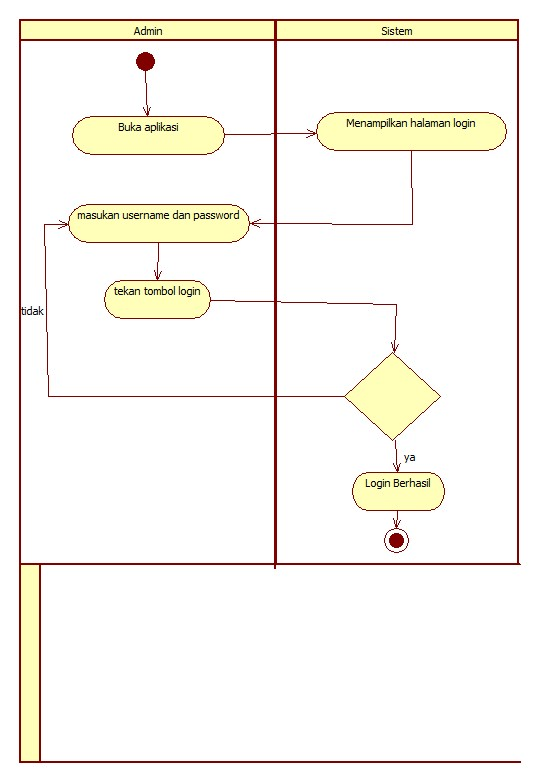 Admin
Sistem
Buka aplikasi
Menampilkan halaman login
masukan username dan password
tekan tombol login
tidak
ya
Login Berhasil